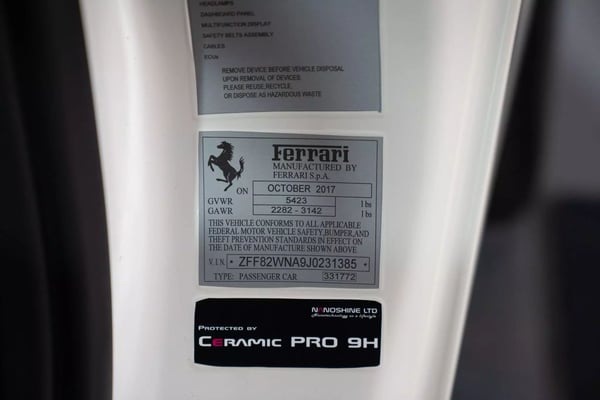 HEADLAMPS
DASHBOARD PANEL
MULTIFUNCTION DISPLAY
SAFETY BELTS ASSEMBLY
CABLES
ECUs
REMOVE DEVICE BEFORE VEHICLE DISPOSAL
UPON REMOVAL OF DEVICES.
PLEASE REUSE,RECYCLE,
OR DISPOSE AS HAZARDOUS WASTE
Ferrari
MANUFACTURED BY
FERRARI S.p.A.
ON OCTOBER 2017
GVWR 5423 lbs
GAWR 2282 - 3142 lbs
THIS VEHICLE CONFORMS TO ALL APPLICABLE
FEDERAL MOTOR VEHICLE SAFETY,BUMPER,AND
THEFT PREVENTION STANDARDS IN EFFECT ON
THE DATE OF MANUFACTURE SHOWN ABOVE
V.I.N. • ZFF82WNA9J0231385 •
TYPE: PASSENGER CAR 331772
NANOSHINE LTD
Nanotechnology as a lifestyle
PROTECTED BY
CERAMIC PRO 9H